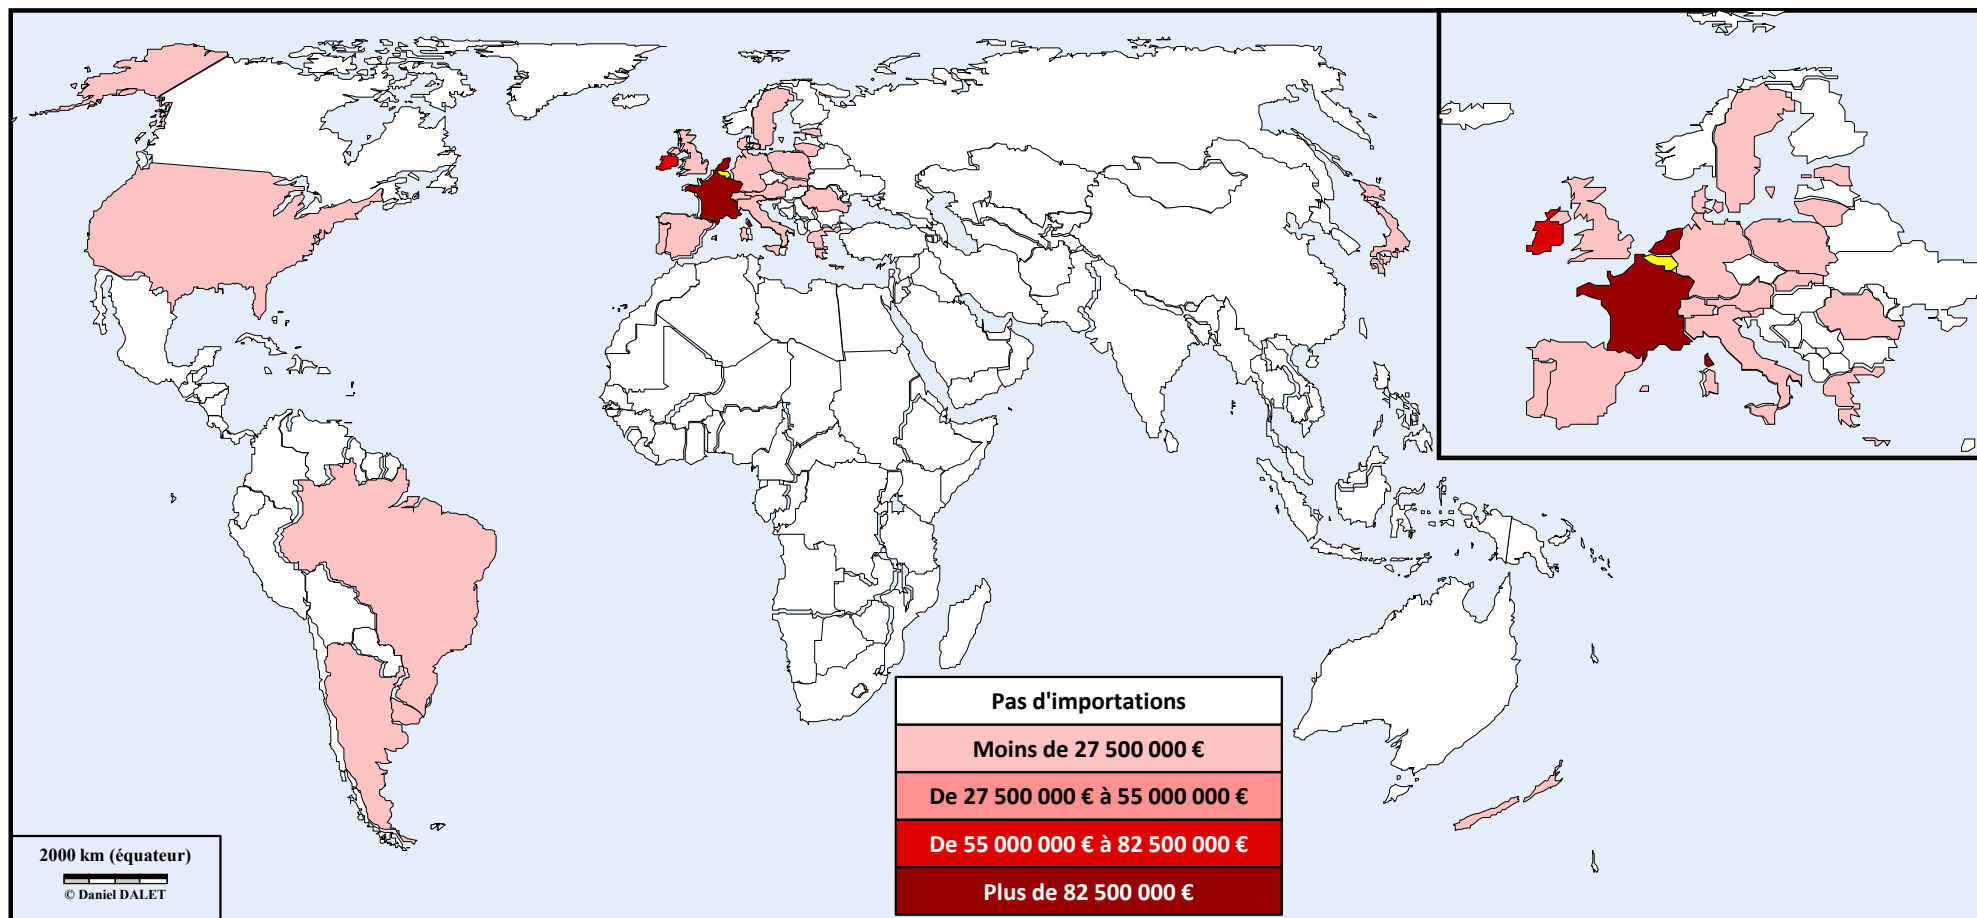 Pas d'importations
Moins de 27 500 000 €
De 27 500 000 € à 55 000 000 €
De 55 000 000 € à 82 500 000 €
Plus de 82 500 000 €
2000 km (équateur)
© Daniel DALET